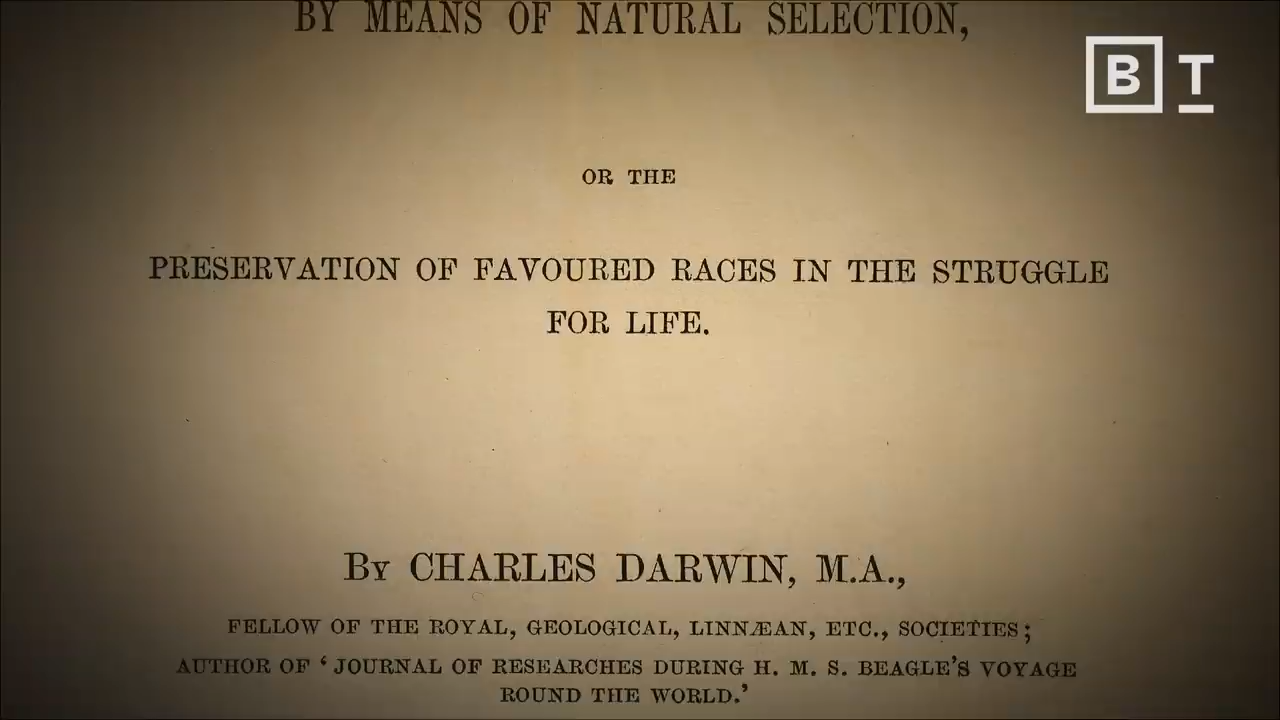 BY MEANS OF NATURAL SELECTION,
B T
OR THE
PRESERVATION OF FAVOURED RACES IN THE STRUGGLE
FOR LIFE.
BY CHARLES DARWIN, M.A.,
FELLOW OF THE ROYAL, GEOLOGICAL, LINNÆAN, ETC., SOCIETIES;
AUTHOR OF ‘JOURNAL OF RESEARCHES DURING H. M. S. BEAGLE’S VOYAGE
ROUND THE WORLD.’